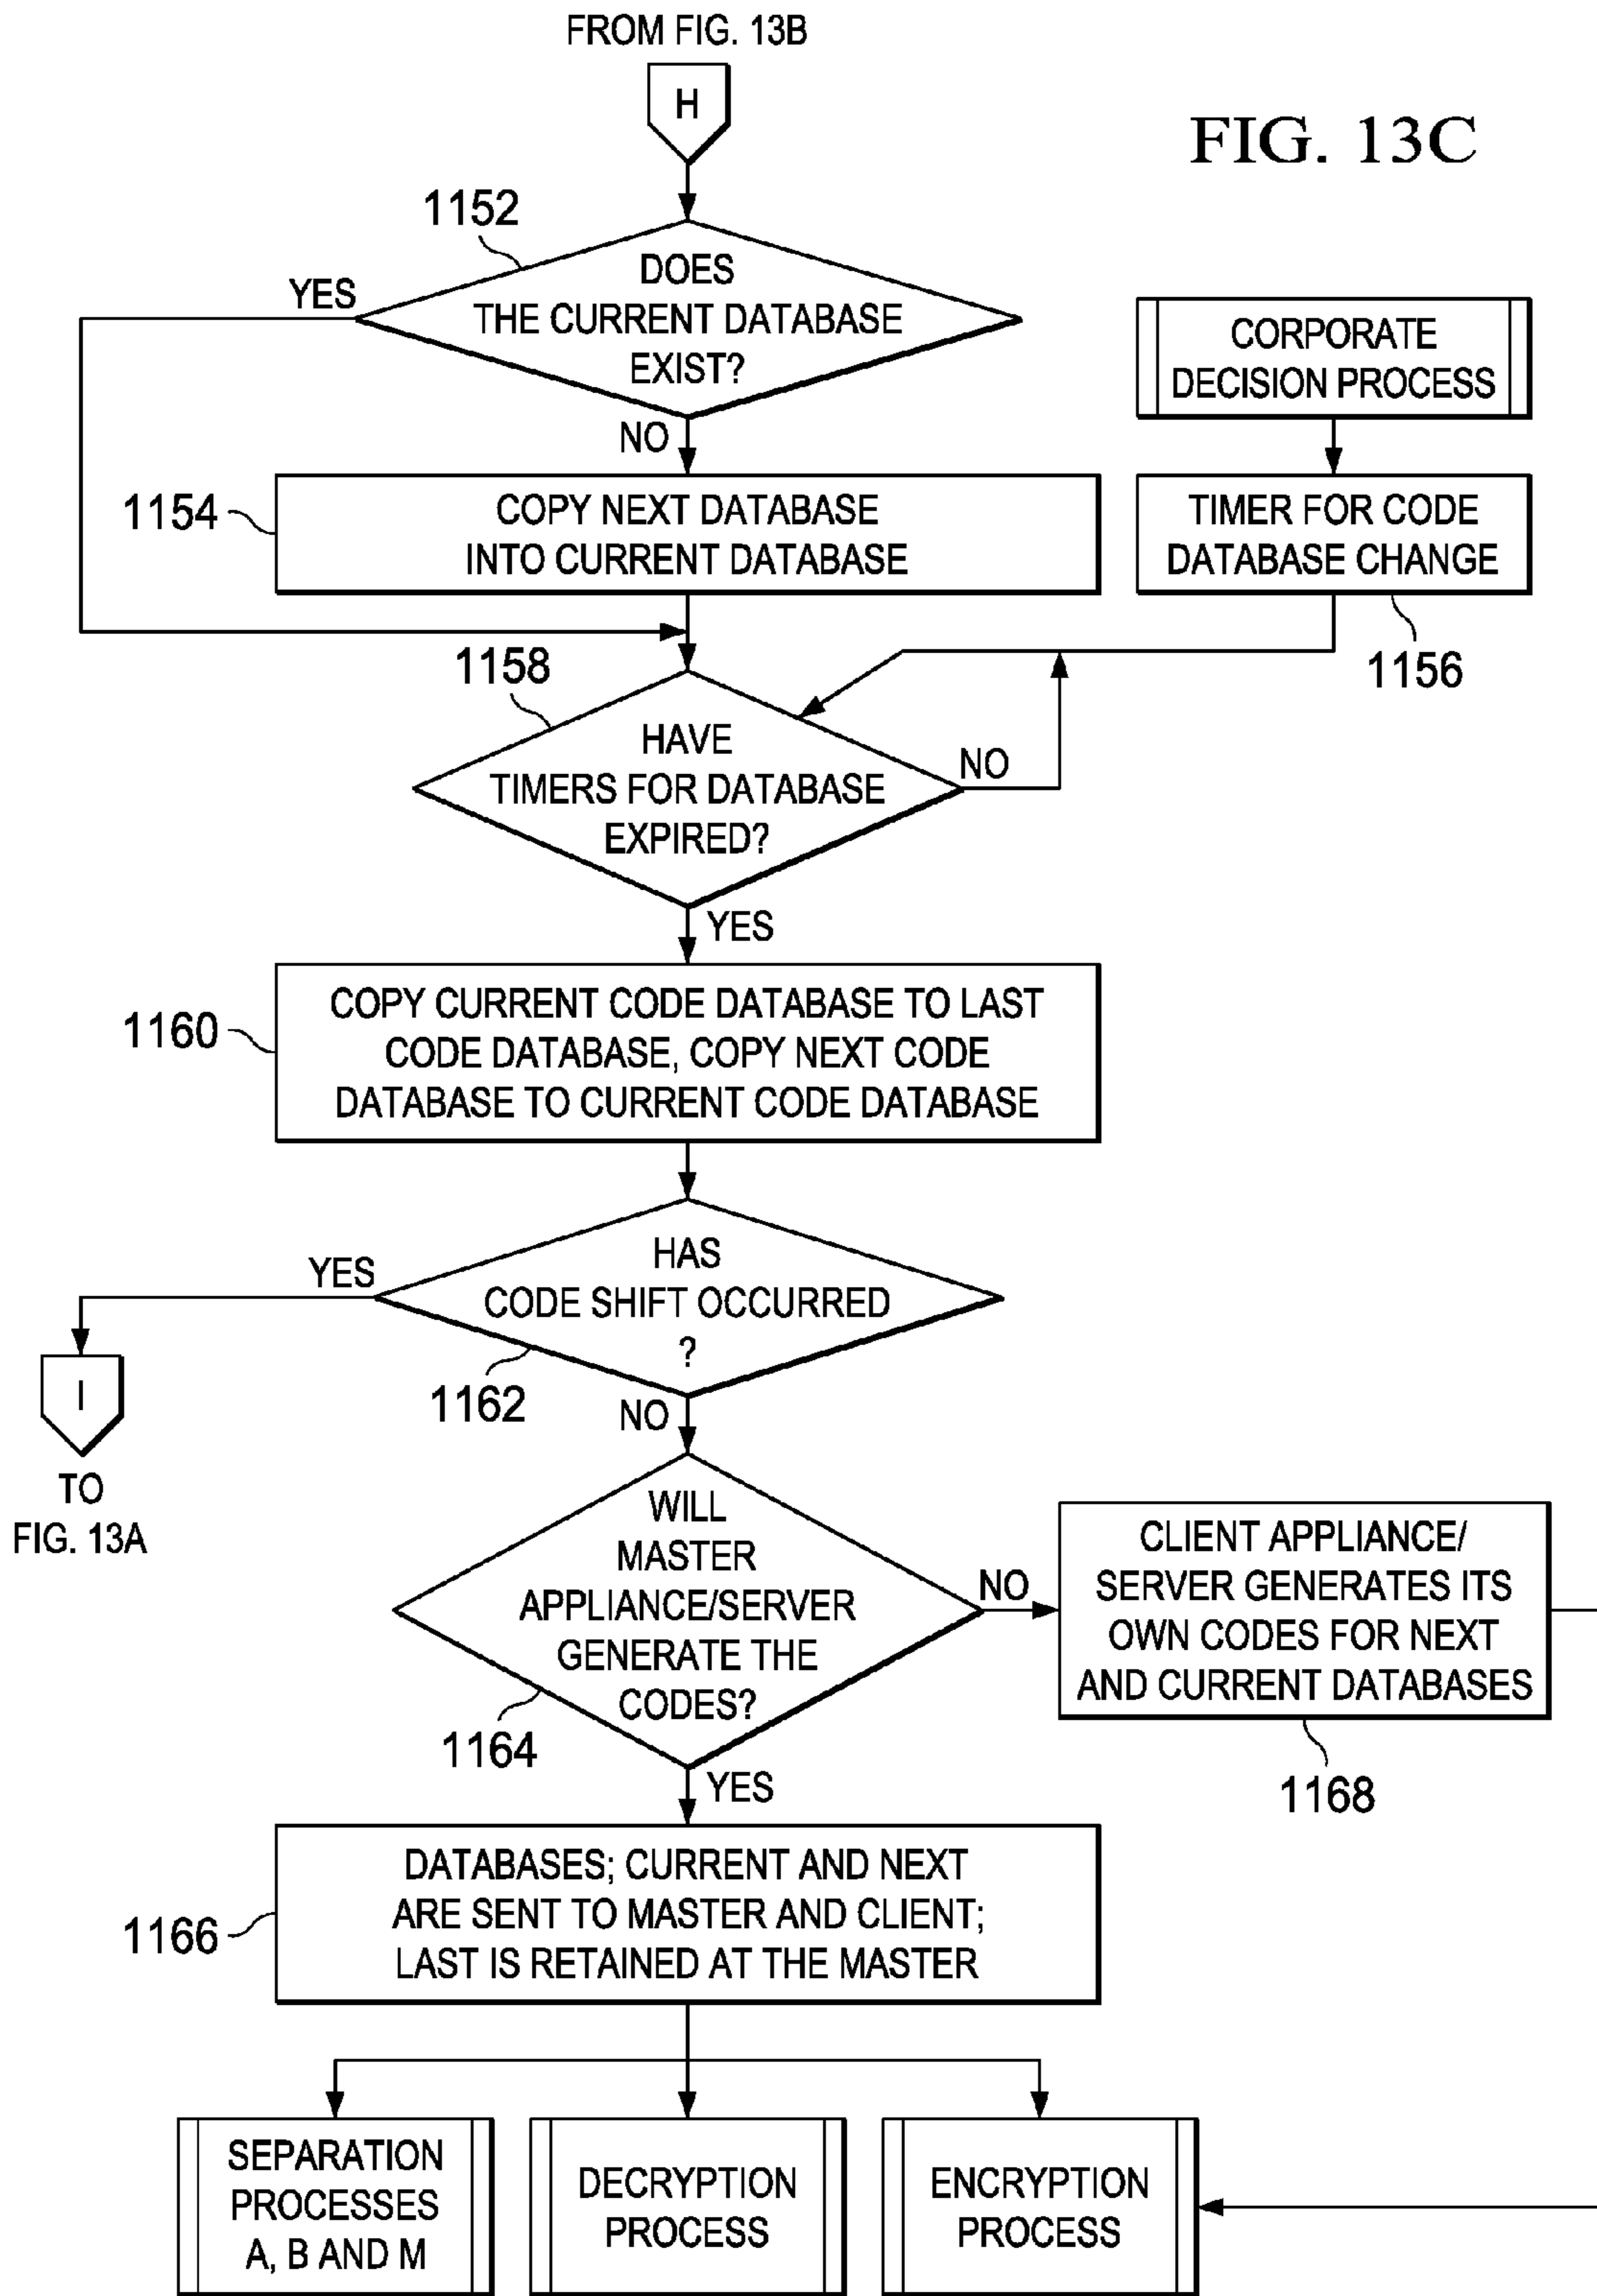 FROM FIG. 13B
H
FIG. 13C
1152
DOES
THE CURRENT DATABASE
EXIST?
YES
NO
CORPORATE
DECISION PROCESS
1154
COPY NEXT DATABASE
INTO CURRENT DATABASE
TIMER FOR CODE
DATABASE CHANGE
1156
1158
HAVE
TIMERS FOR DATABASE
EXPIRED?
NO
YES
1160
COPY CURRENT CODE DATABASE TO LAST
CODE DATABASE, COPY NEXT CODE
DATABASE TO CURRENT CODE DATABASE
YES
HAS
CODE SHIFT OCCURRED
?
1162
NO
I
TO
FIG. 13A
WILL
MASTER
APPLIANCE/SERVER
GENERATE THE
CODES?
1164
NO
YES
CLIENT APPLIANCE/
SERVER GENERATES ITS
OWN CODES FOR NEXT
AND CURRENT DATABASES
1168
1166
DATABASES; CURRENT AND NEXT
ARE SENT TO MASTER AND CLIENT;
LAST IS RETAINED AT THE MASTER
SEPARATION
PROCESSES
A, B AND M
DECRYPTION
PROCESS
ENCRYPTION
PROCESS